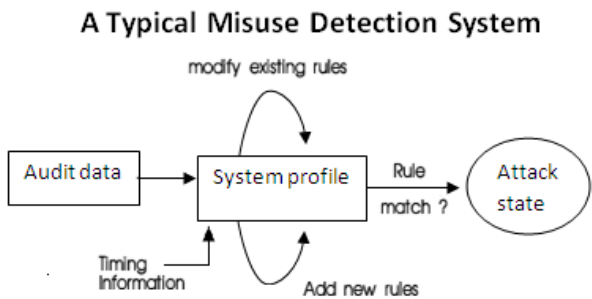 A Typical Misuse Detection System
modify existing rules
Audit data
System profile
Rule
match ?
Attack
state
Timing
Information
Add new rules